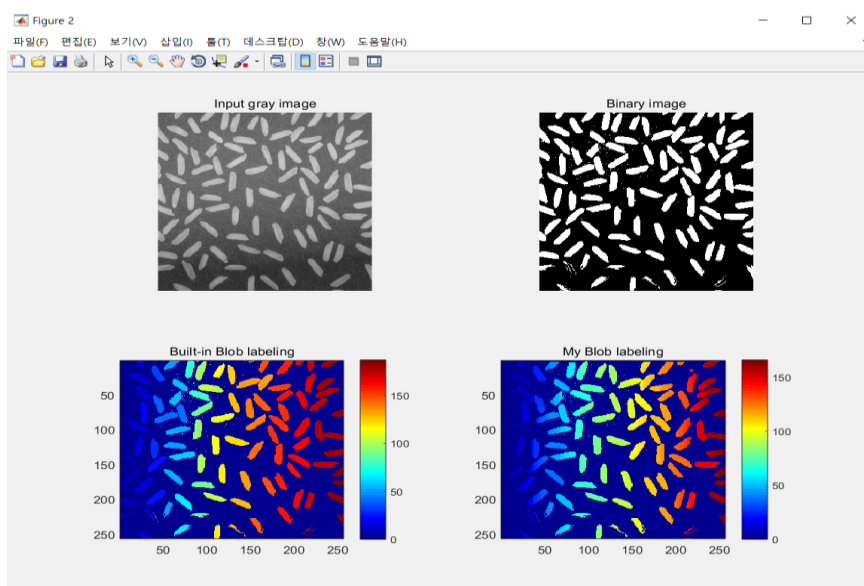 Figure 2
파일(F) 편집(E) 보기(V) 삽입(I) 툴(T) 데스크탑(D) 창(W) 도움말(H)
Input gray image
Binary image
Built-in Blob labeling
My Blob labeling
50
100
150
200
250
50 100 150 200 250
150
100
50
0
50
100
150
200
250
50 100 150 200 250
150
100
50
0